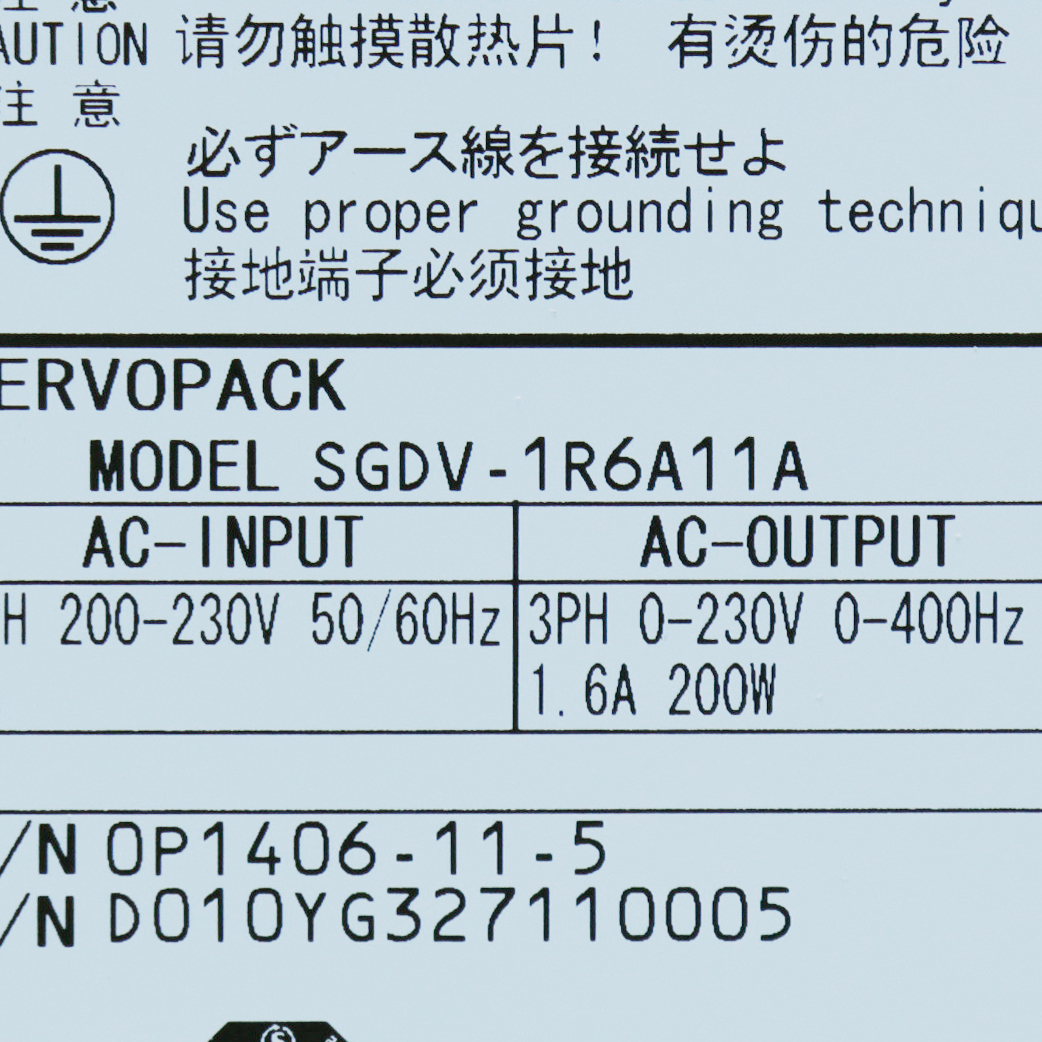 AUTION 请勿触摸散热片! 有烫伤的危险
注 意
必ずアース線を接続せよ
Use proper grounding techniqu
接地端子必须接地
ERVOPACK
MODEL SGDV-1R6A11A
AC-INPUT AC-OUTPUT
H 200-230V 50/60Hz 3PH 0-230V 0-400Hz
1.6A 200W
/N OP1406-11-5
/N D010YG327110005